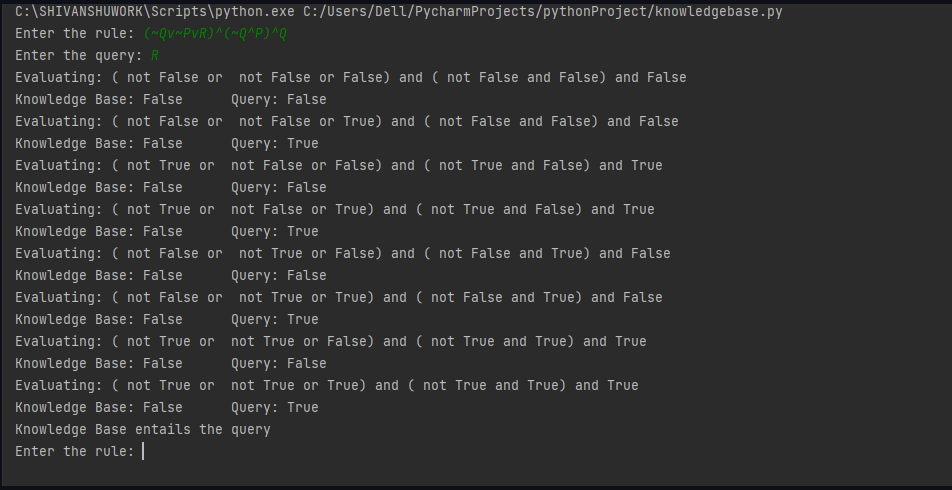 C:\SHIVANSHUWORK\Scripts\python.exe C:/Users/Dell/PycharmProjects/pythonProject/knowledgebase.py
Enter the rule: (~Qv~PvR)^(~Q^P)^Q
Enter the query: R
Evaluating: ( not False or  not False or False) and ( not False and False) and False
Knowledge Base: False      Query: False
Evaluating: ( not False or  not False or True) and ( not False and False) and False
Knowledge Base: False      Query: True
Evaluating: ( not True or  not False or False) and ( not True and False) and True
Knowledge Base: False      Query: False
Evaluating: ( not True or  not False or True) and ( not True and False) and True
Knowledge Base: False      Query: True
Evaluating: ( not False or  not True or False) and ( not False and True) and False
Knowledge Base: False      Query: False
Evaluating: ( not False or  not True or True) and ( not False and True) and False
Knowledge Base: False      Query: True
Evaluating: ( not True or  not True or False) and ( not True and True) and True
Knowledge Base: False      Query: False
Evaluating: ( not True or  not True or True) and ( not True and True) and True
Knowledge Base: False      Query: True
Knowledge Base entails the query
Enter the rule: